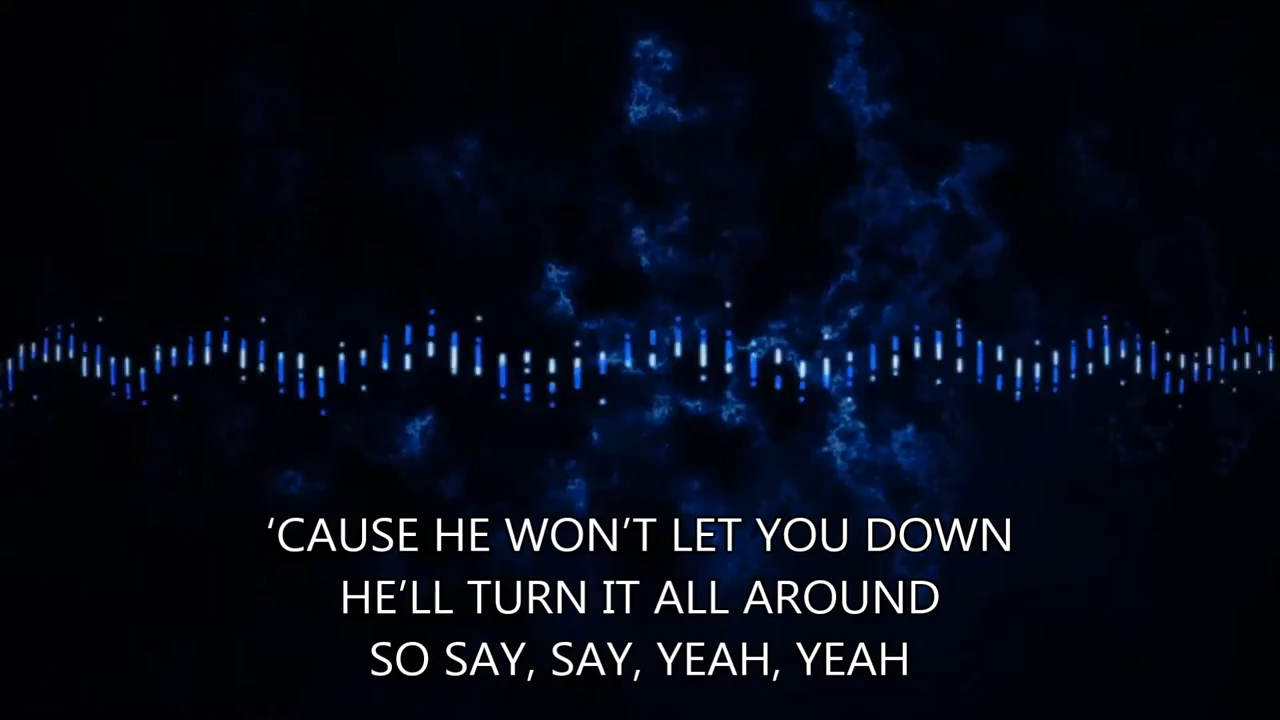 ‘CAUSE HE WON’T LET YOU DOWN
HE’LL TURN IT ALL AROUND
SO SAY, SAY, YEAH, YEAH